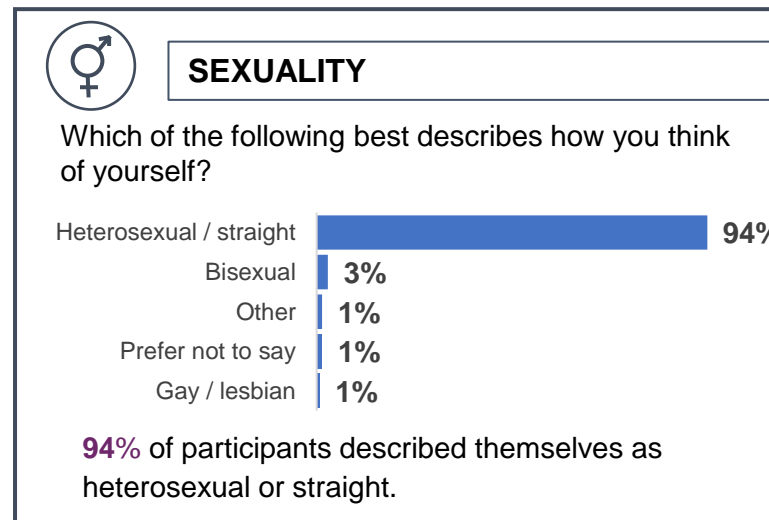 SEXUALITY
Which of the following best describes how you think
of yourself?
Heterosexual / straight 94%
Bisexual 3%
Other 1%
Prefer not to say 1%
Gay / lesbian 1%
94% of participants described themselves as
heterosexual or straight.